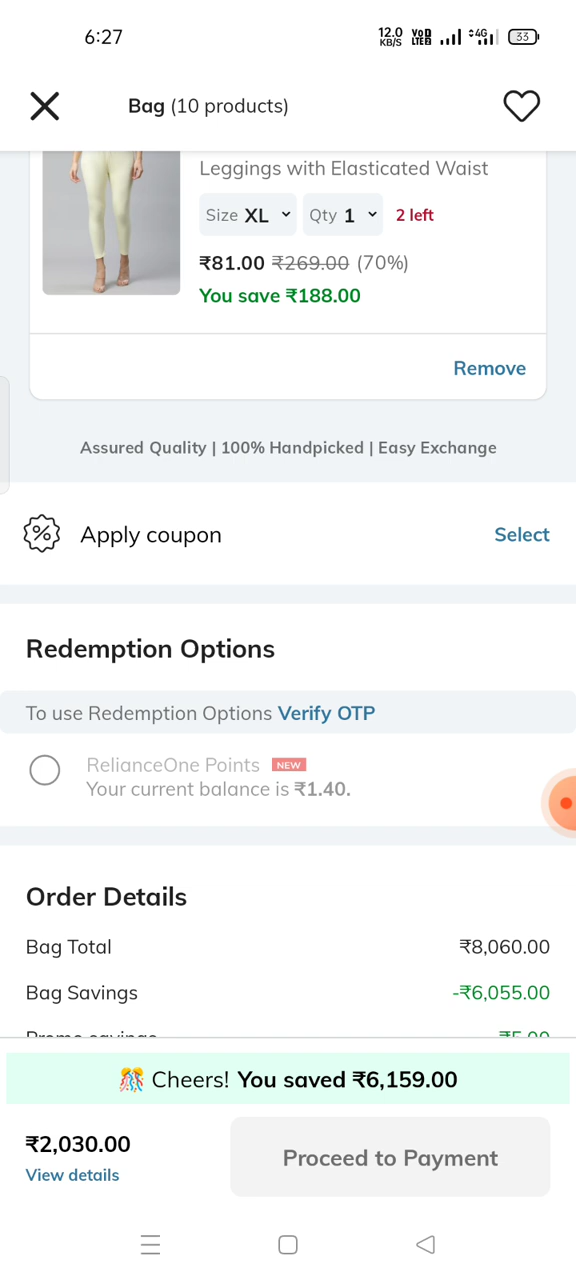 6:27
12.0 KB/S
VoD LTE2
4G
33
Bag (10 products)
Leggings with Elasticated Waist
Size XL Qty 1 2 left
₹81.00 ₹269.00 (70%)
You save ₹188.00
Remove
Assured Quality | 100% Handpicked | Easy Exchange
Apply coupon Select
Redemption Options
To use Redemption Options Verify OTP
RelianceOne Points NEW
Your current balance is ₹1.40.
Order Details
Bag Total ₹8,060.00
Bag Savings -₹6,055.00
Promo savings ₹5.00
🎊 Cheers! You saved ₹6,159.00
₹2,030.00
View details
Proceed to Payment